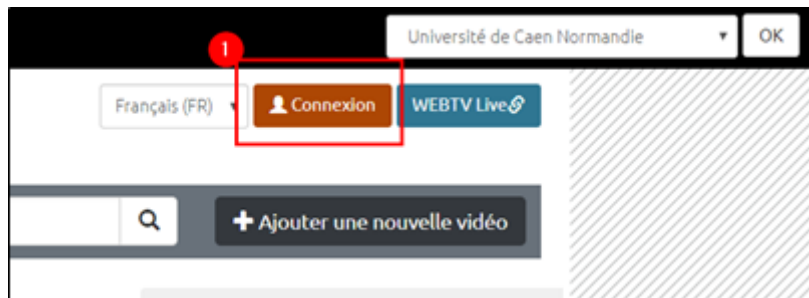 Université de Caen Normandie OK
1
Français (FR) Connexion WEBTV Live
Ajouter une nouvelle vidéo